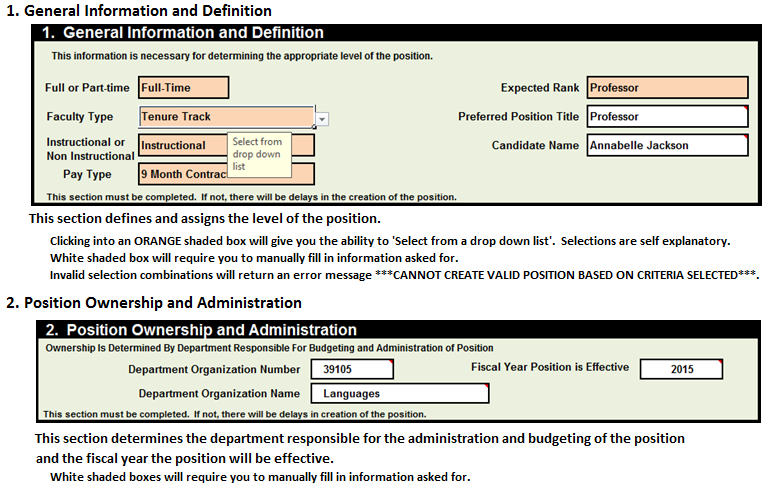 1. General Information and Definition
1. General Information and Definition
This information is necessary for determining the appropriate level of the position.
Full or Part-time Full-Time Expected Rank Professor
Faculty Type Tenure Track Preferred Position Title Professor
Instructional or Non Instructional Instructional Candidate Name Annabelle Jackson
Select from drop down list
Pay Type 9 Month Contrac
This section must be completed. If not, there will be delays in the creation of the position.
This section defines and assigns the level of the position.
Clicking into an ORANGE shaded box will give you the ability to 'Select from a drop down list'. Selections are self explanatory.
White shaded box will require you to manually fill in information asked for.
Invalid selection combinations will return an error message ***CANNOT CREATE VALID POSITION BASED ON CRITERIA SELECTED***.
2. Position Ownership and Administration
2. Position Ownership and Administration
Ownership Is Determined By Department Responsible For Budgeting and Administration of Position
Department Organization Number 39105 Fiscal Year Position is Effective 2015
Department Organization Name Languages
This section must be completed. If not, there will be delays in creation of the position.
This section determines the department responsible for the administration and budgeting of the position
and the fiscal year the position will be effective.
White shaded boxes will require you to manually fill in information asked for.